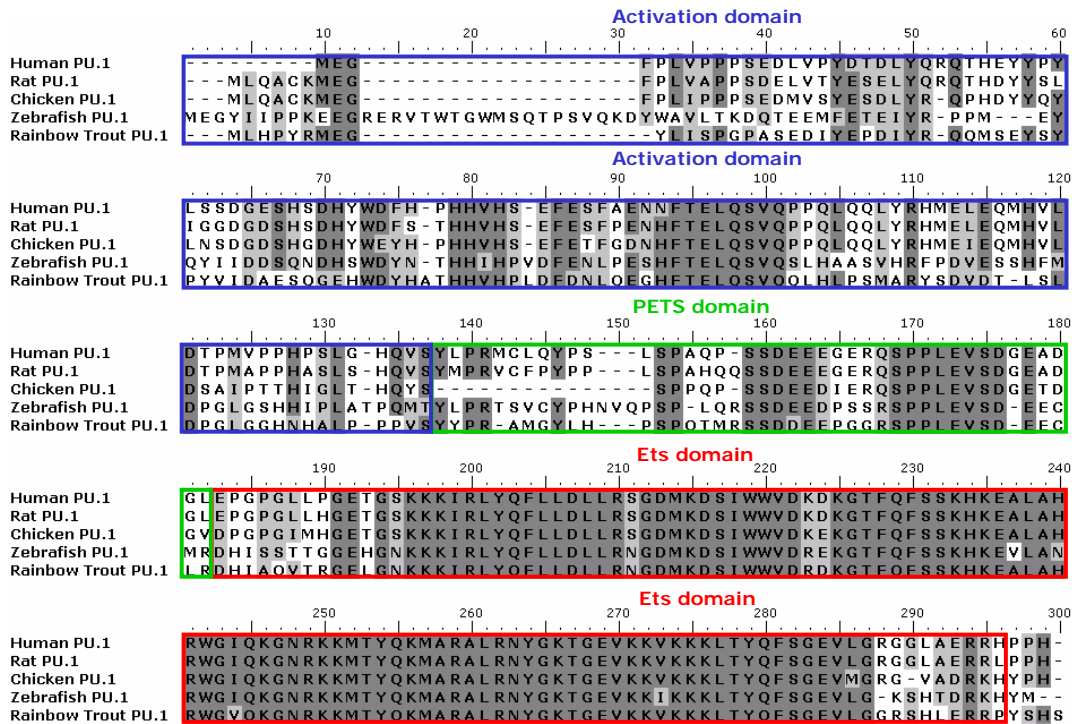 Activation domain
10 20 30 40 50 60
Human PU.1 ---------MEG-------------------FPLVPPPSEDLVPYDTDLYQRQTHEYYPY
Rat PU.1 ---MLQACKMEG-------------------FPLVAPPSDELVTYESELYQRQTHDYYSL
Chicken PU.1 ---MLQACKMEG-------------------FPLIPPPSEDMVSYESDLYR-QPHDYYQY
Zebrafish PU.1 MEGYIIPPKEEGRERVTWTGWMSQTPSVQKDYWAVLTKDQTEEMFETEIYR-PPM---EY
Rainbow Trout PU.1 ---MLHPYRMEG--------------------YLISPGPASEDIYEPDIYR-QQMSEYSY
Activation domain
70 80 90 100 110 120
Human PU.1 LSSDGESHSDHYWDFH-PHHVHS-EFESFAENNFTELQSVQPPQLQQLYRHMELEQMHVL
Rat PU.1 IGGDGDSHSDHYWDFS-THHVHS-EFESFPENHFTELQSVQPPQLQQLYRHMELEQMHVL
Chicken PU.1 LNSDGDSHGDHYWEYH-PHHVHS-EFETFGDNHFTELQSVQPPQLQQLYRHMEIEQMHVL
Zebrafish PU.1 QYIIDDSQNDHSWDYN-THHIHPVDFENLPESHFTELQSVQSLHAASVHRFPDVESSHFM
Rainbow Trout PU.1 PYVIDAESQGEHWDYHATHHVHPLDFDNLQEGHFTELQSVQQLHLPSMARYSDVDT-LSL
PETS domain
130 140 150 160 170 180
Human PU.1 DTPMVPPHPSLG-HQVSYLPRMCLQYPS---LSPAQP-SSDEEEGERQSPPLEVSDGEAD
Rat PU.1 DTPMAPPHASLS-HQVSYMPRVCFPYPP---LSPAHQQSSDEEEGERQSPPLEVSDGEAD
Chicken PU.1 DSAIPTTHIGLT-HQYS---------------SPPQP-SSDEEDIERQSPPLEVSDGETD
Zebrafish PU.1 DPGLGSHHIPLATPQMTYLPRTSVCYPHNVQPSP-LQRSSDEEDPSSRSPPLEVSD-EEC
Rainbow Trout PU.1 DPGLGGHNHALP-PPVSYYPR-AMGYLH---PSPQTMRSSDDEEPGGRSPPLEVSD-EEC
Ets domain
190 200 210 220 230 240
Human PU.1 GLEPGPGLLPGETGSKKKIRLYQFLLDLLRSGDMKDSIWWVDKDKGTFQFSSKHKEALAH
Rat PU.1 GLEPGPGLLHGETGSKKKIRLYQFLLDLLRSGDMKDSIWWVDKDKGTFQFSSKHKEALAH
Chicken PU.1 GVDPGPGIMHGETGSKKKIRLYQFLLDLLRNGDMKDSIWWVDKEKGTFQFSSKHKEALAH
Zebrafish PU.1 MRDHISSTTGGEHGNKKKIRLYQFLLDLLRNGDMKDSIWWVDREKGTFQFSSKHKEVLAN
Rainbow Trout PU.1 LRDHIAQVTRGELGNKKKIRLYQFLLDLLRNGDMKDSIWWVDRDKGTFQFSSKHKEALAH
Ets domain
250 260 270 280 290 300
Human PU.1 RWGIQKGNRKKMTYQKMARALRNYGKTGEVKKVKKKLTYQFSGEVLGRGGLAERRHPPH-
Rat PU.1 RWGIQKGNRKKMTYQKMARALRNYGKTGEVKKVKKKLTYQFSGEVLGRGGLAERRLPPH-
Chicken PU.1 RWGIQKGNRKKMTYQKMARALRNYGKTGEVKKVKKKLTYQFSGEVMGRG-VADRKHYPH-
Zebrafish PU.1 RWGIQKGNRKKMTYQKMARALRNYGKTGEVKKIKKKLTYQFSGEVLG-KSHTDRKHYM--
Rainbow Trout PU.1 RWGVQKGNRKKMTYQKMARALRNYGKTGEVKKVKKKLTYQFSGEVLGGRSHLERRPYSHS